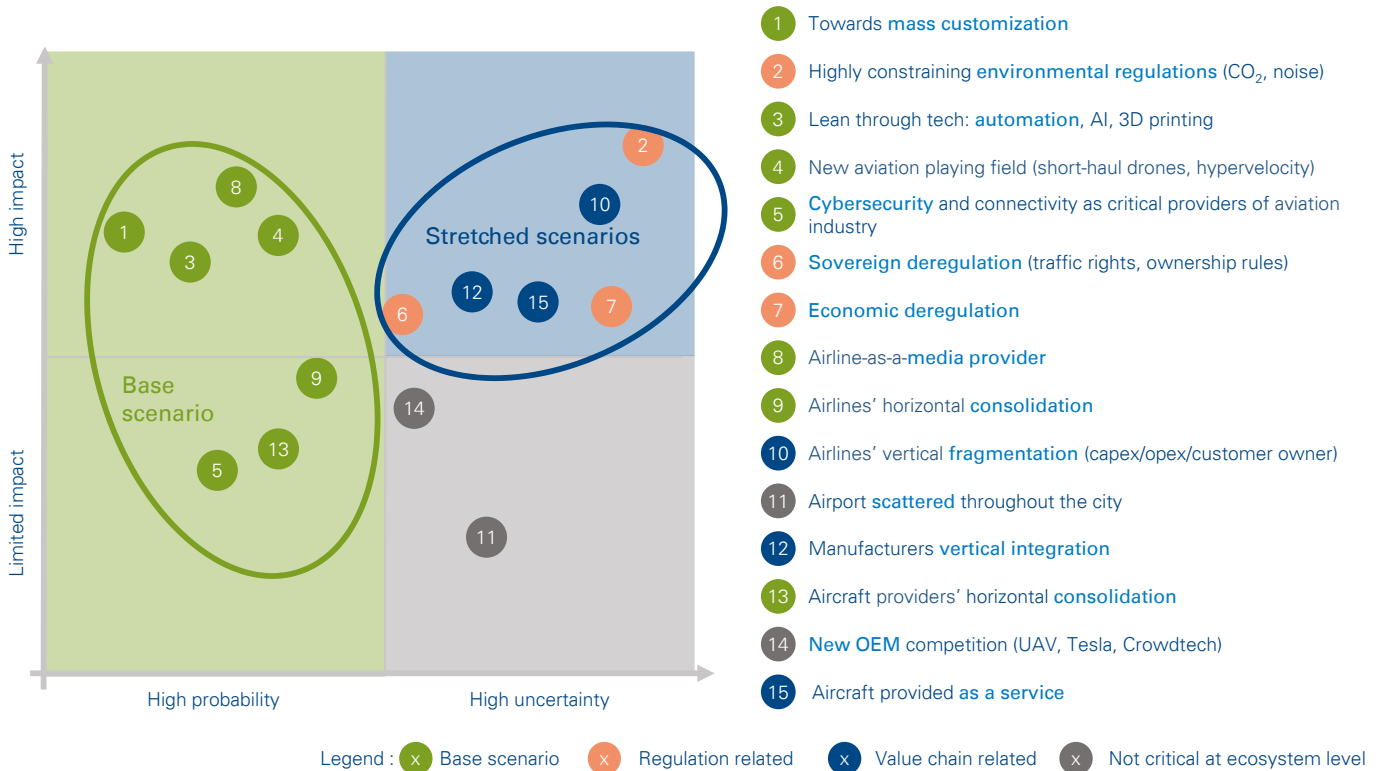 High impact
Limited impact
High probability
High uncertainty
Base
scenario
Stretched scenarios
1
8
3
4
9
5
13
2
10
12
15
6
7
14
11
1 Towards mass customization
2 Highly constraining environmental regulations (CO₂, noise)
3 Lean through tech: automation, AI, 3D printing
4 New aviation playing field (short-haul drones, hypervelocity)
5 Cybersecurity and connectivity as critical providers of aviation
industry
6 Sovereign deregulation (traffic rights, ownership rules)
7 Economic deregulation
8 Airline-as-a-media provider
9 Airlines’ horizontal consolidation
10 Airlines’ vertical fragmentation (capex/opex/customer owner)
11 Airport scattered throughout the city
12 Manufacturers vertical integration
13 Aircraft providers’ horizontal consolidation
14 New OEM competition (UAV, Tesla, Crowdtech)
15 Aircraft provided as a service
Legend : x Base scenario x Regulation related x Value chain related x Not critical at ecosystem level